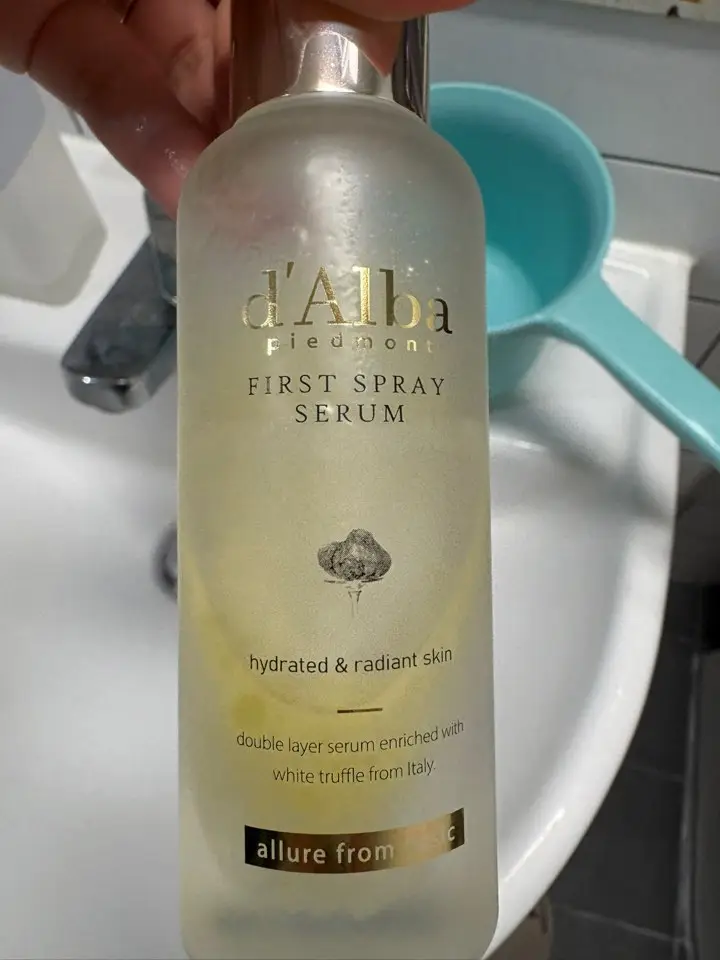 d'Alba
piedmont
FIRST SPRAY
SERUM
hydrated & radiant skin
double layer serum enriched with
white truffle from Italy.
allure from